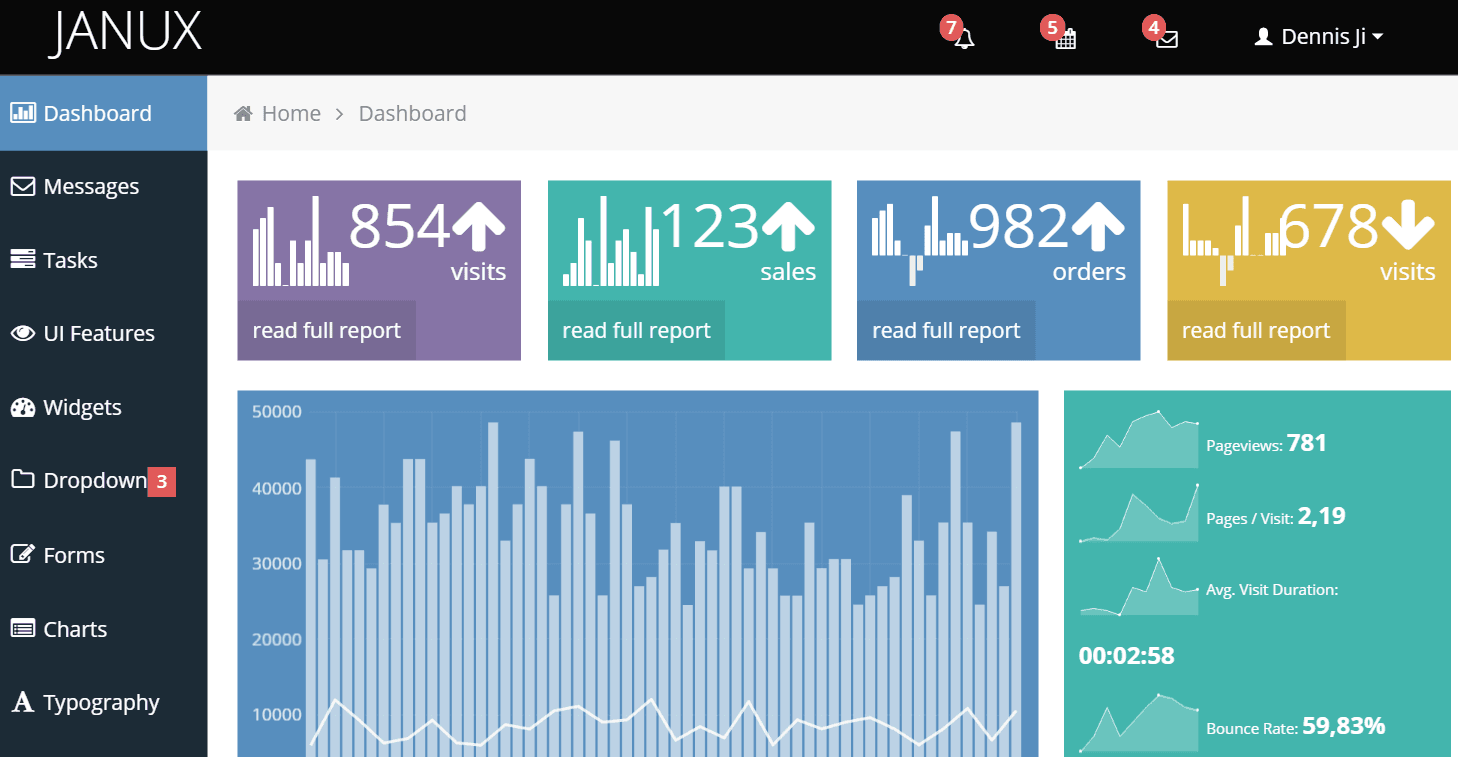 JANUX
7
5
4
Dennis Ji
Dashboard
Messages
Tasks
UI Features
Widgets
Dropdown 3
Forms
Charts
Typography
Home > Dashboard
854
visits
read full report
123
sales
read full report
982
orders
read full report
678
visits
read full report
50000
40000
30000
20000
10000
Pageviews: 781
Pages / Visit: 2,19
Avg. Visit Duration:
00:02:58
Bounce Rate: 59,83%